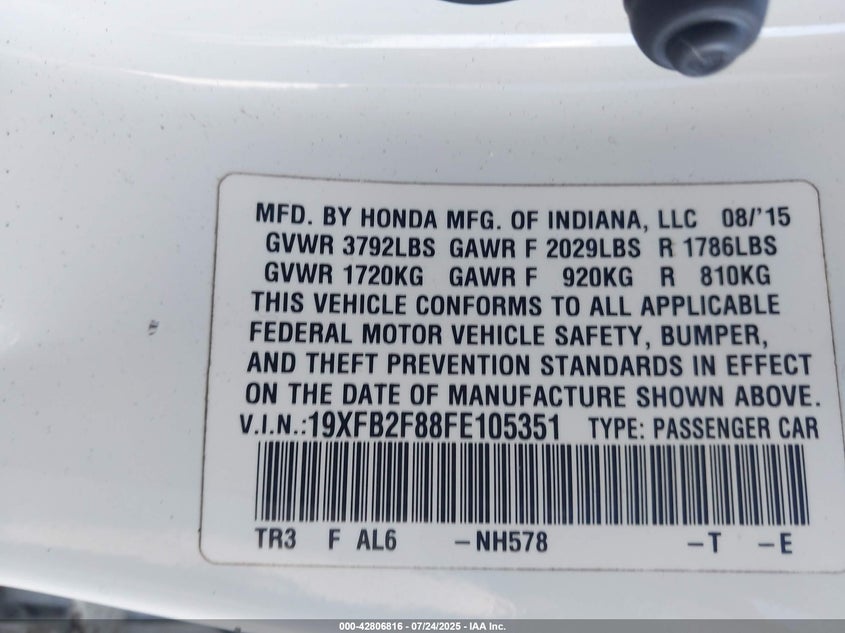 MFD. BY HONDA MFG. OF INDIANA, LLC 08/'15
GVWR 3792LBS GAWR F 2029LBS R 1786LBS
GVWR 1720KG GAWR F 920KG R 810KG
THIS VEHICLE CONFORMS TO ALL APPLICABLE
FEDERAL MOTOR VEHICLE SAFETY, BUMPER,
AND THEFT PREVENTION STANDARDS IN EFFECT
ON THE DATE OF MANUFACTURE SHOWN ABOVE.
V.I.N.:19XFB2F88FE105351 TYPE: PASSENGER CAR
TR3 F AL6 -NH578 -T -E
000-42806816 - 07/24/2025 - IAA Inc.